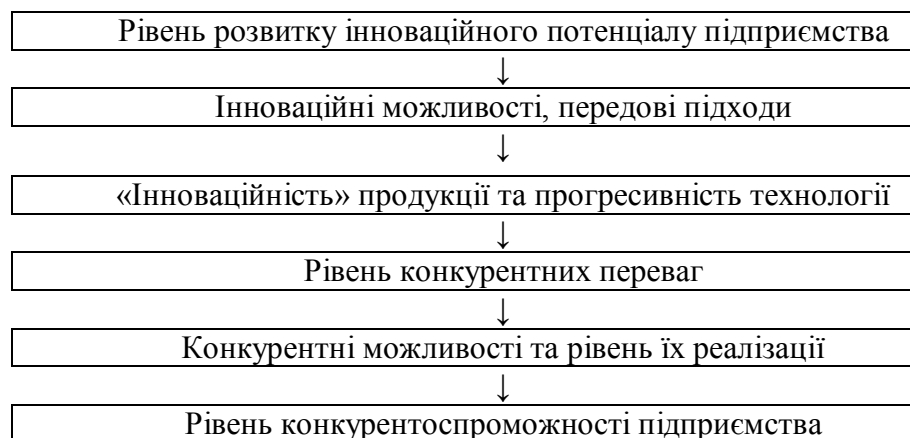 Рівень розвитку інноваційного потенціалу підприємства
↓
Інноваційні можливості, передові підходи
↓
«Інноваційність» продукції та прогресивність технології
↓
Рівень конкурентних переваг
↓
Конкурентні можливості та рівень їх реалізації
↓
Рівень конкурентоспроможності підприємства